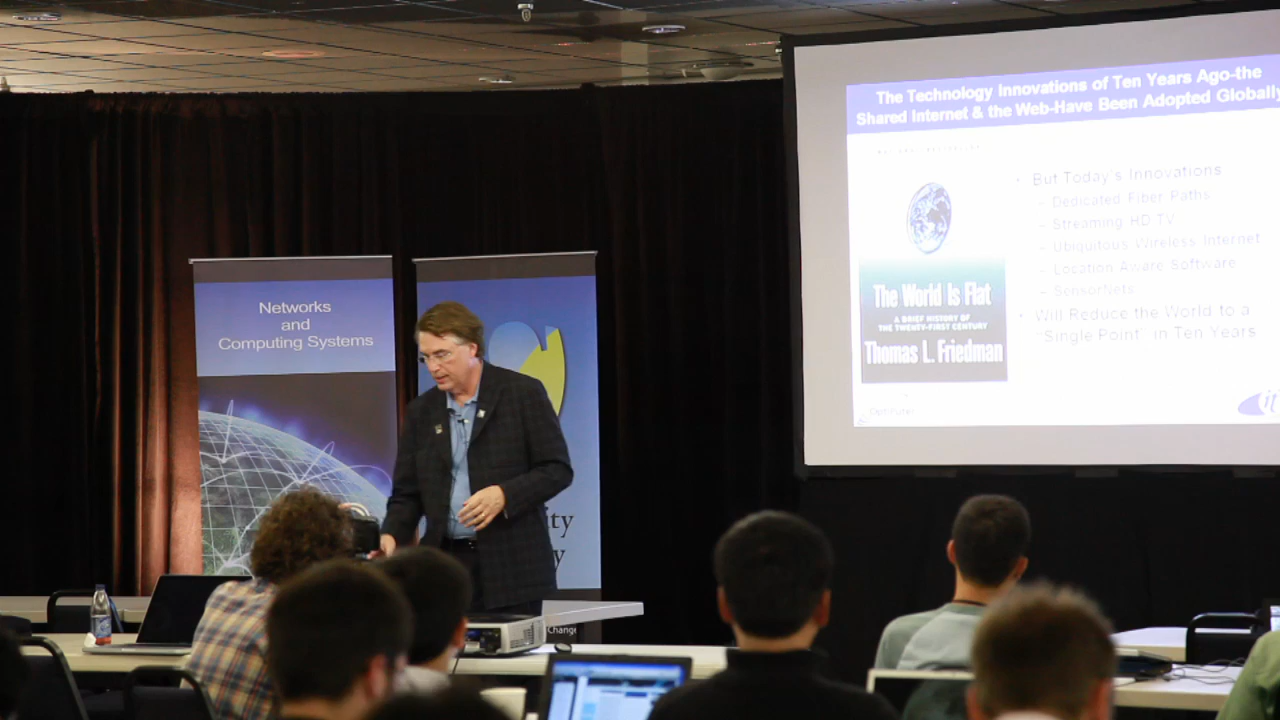 The Technology Innovations of Ten Years Ago-the
Shared Internet & the Web-Have Been Adopted Globally
But Today's Innovations
– Dedicated Fiber Paths
– Streaming HD TV
– Ubiquitous Wireless Internet
– Location Aware Software
– SensorNets
Will Reduce the World to a
"Single Point" in Ten Years
The World Is Flat
A BRIEF HISTORY OF
THE TWENTY-FIRST CENTURY
Thomas L. Friedman
it
Networks
and
Computing Systems
ity
y
Change